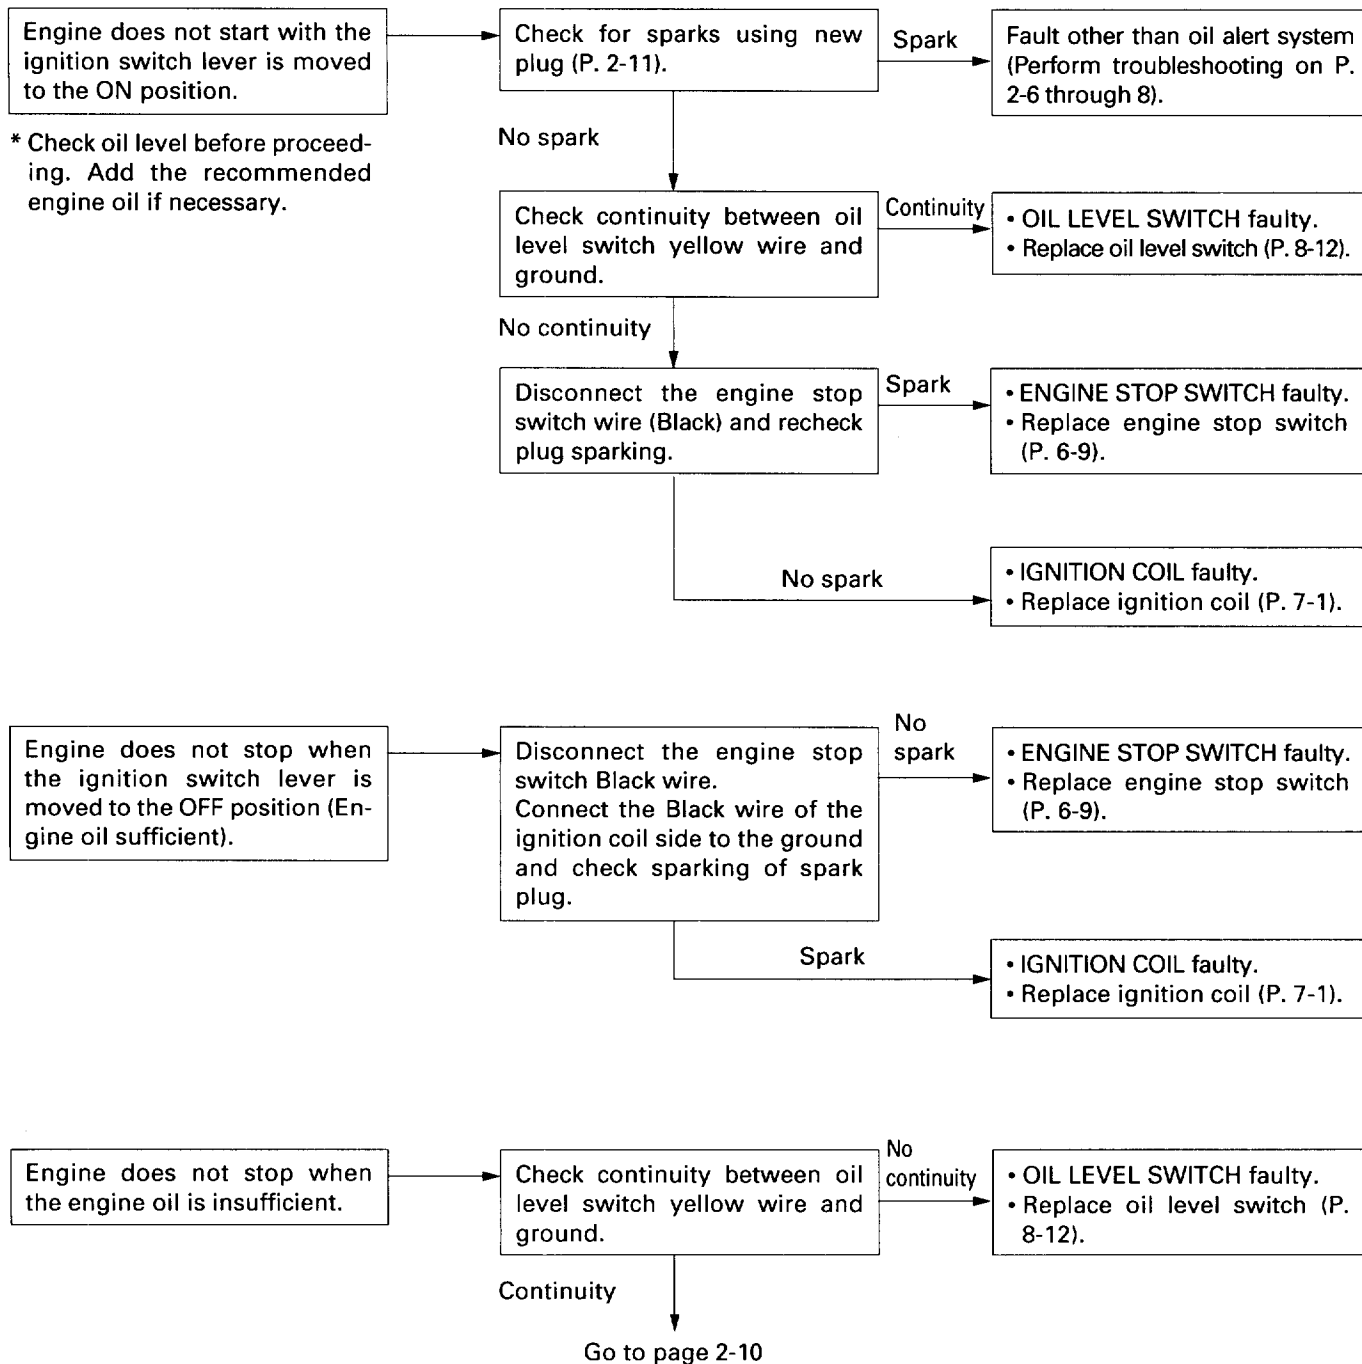 Engine does not start with the
ignition switch lever is moved
to the ON position.
* Check oil level before proceed-
ing. Add the recommended
engine oil if necessary.
Check for sparks using new
plug (P. 2-11).
Spark
Fault other than oil alert system
(Perform troubleshooting on P.
2-6 through 8).
No spark
Check continuity between oil
level switch yellow wire and
ground.
Continuity
• OIL LEVEL SWITCH faulty.
• Replace oil level switch (P. 8-12).
No continuity
Disconnect the engine stop
switch wire (Black) and recheck
plug sparking.
Spark
• ENGINE STOP SWITCH faulty.
• Replace engine stop switch
(P. 6-9).
No spark
• IGNITION COIL faulty.
• Replace ignition coil (P. 7-1).
Engine does not stop when
the ignition switch lever is
moved to the OFF position (En-
gine oil sufficient).
Disconnect the engine stop
switch Black wire.
Connect the Black wire of the
ignition coil side to the ground
and check sparking of spark
plug.
No
spark
• ENGINE STOP SWITCH faulty.
• Replace engine stop switch
(P. 6-9).
Spark
• IGNITION COIL faulty.
• Replace ignition coil (P. 7-1).
Engine does not stop when
the engine oil is insufficient.
Check continuity between oil
level switch yellow wire and
ground.
No
continuity
• OIL LEVEL SWITCH faulty.
• Replace oil level switch (P.
8-12).
Continuity
Go to page 2-10